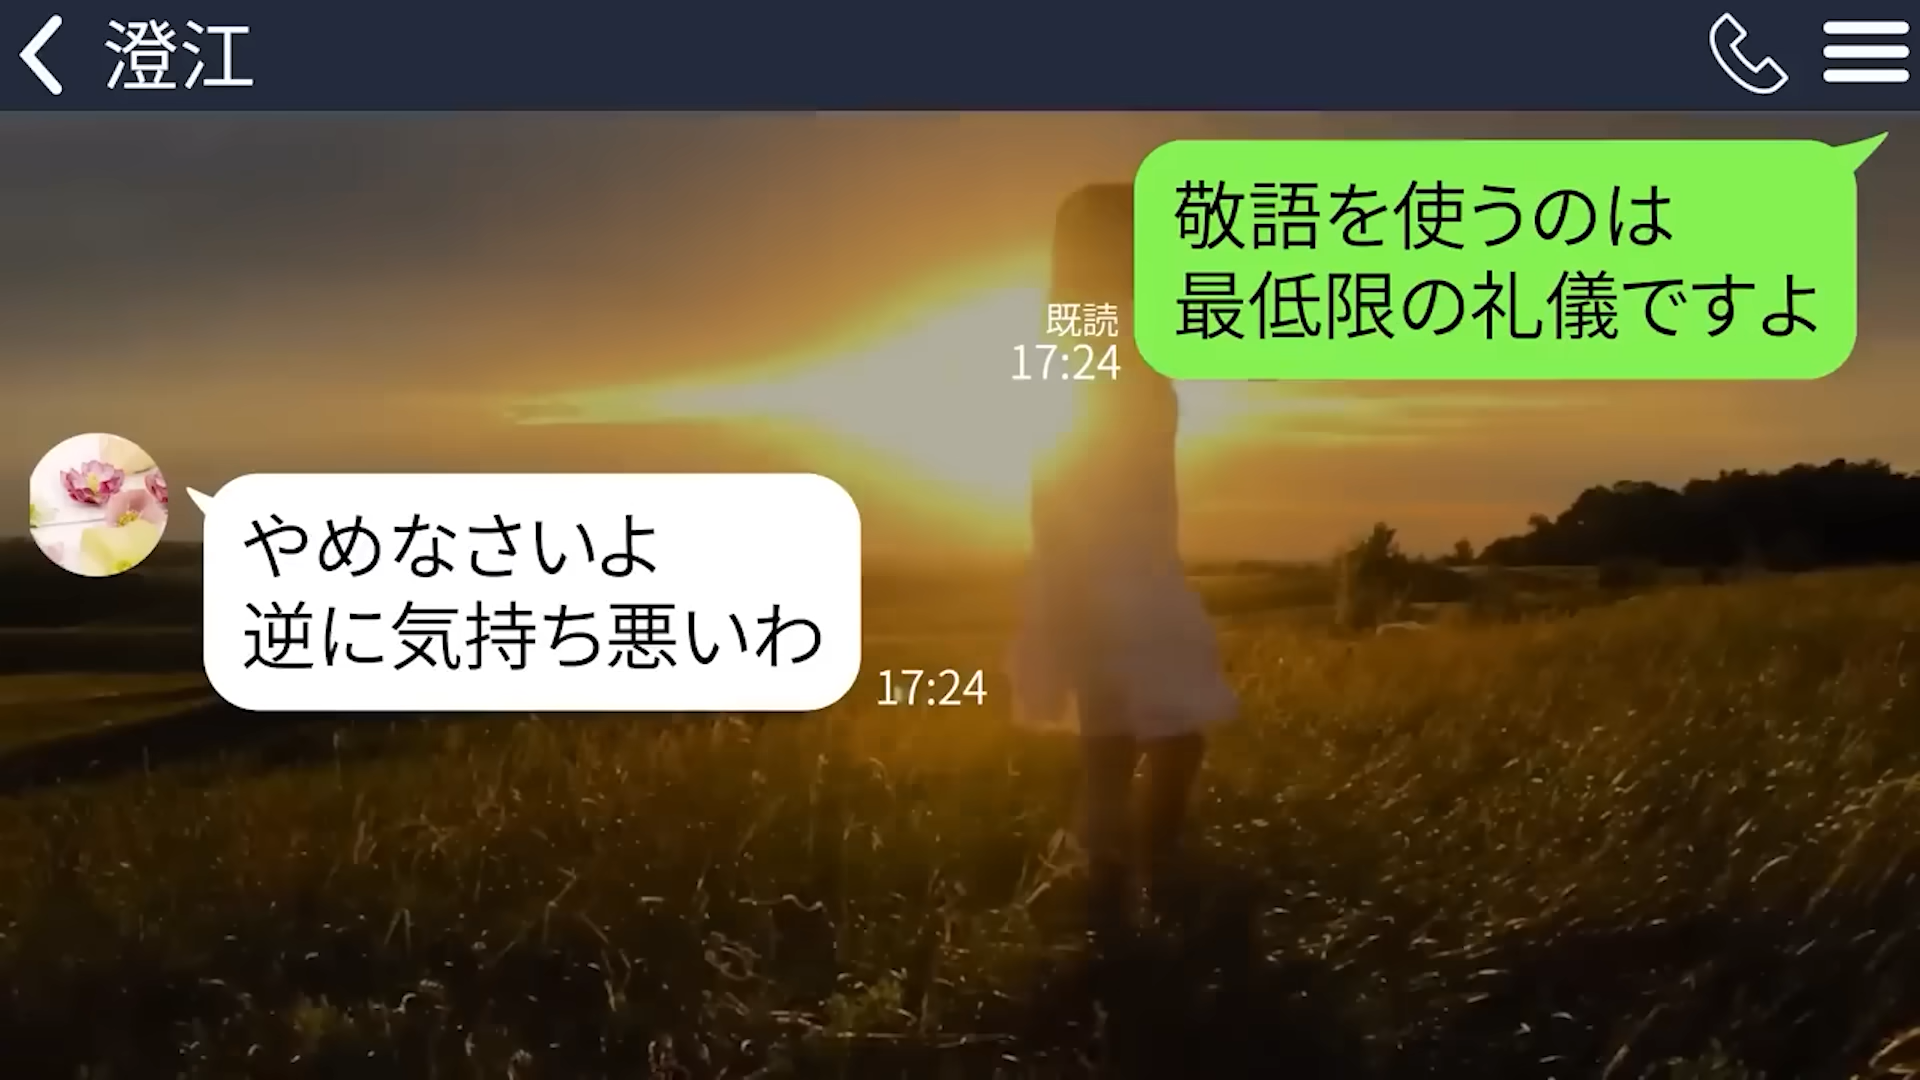 澄江
敬語を使うのは
最低限の礼儀ですよ
既読
17:24
やめなさいよ
逆に気持ち悪いわ
17:24